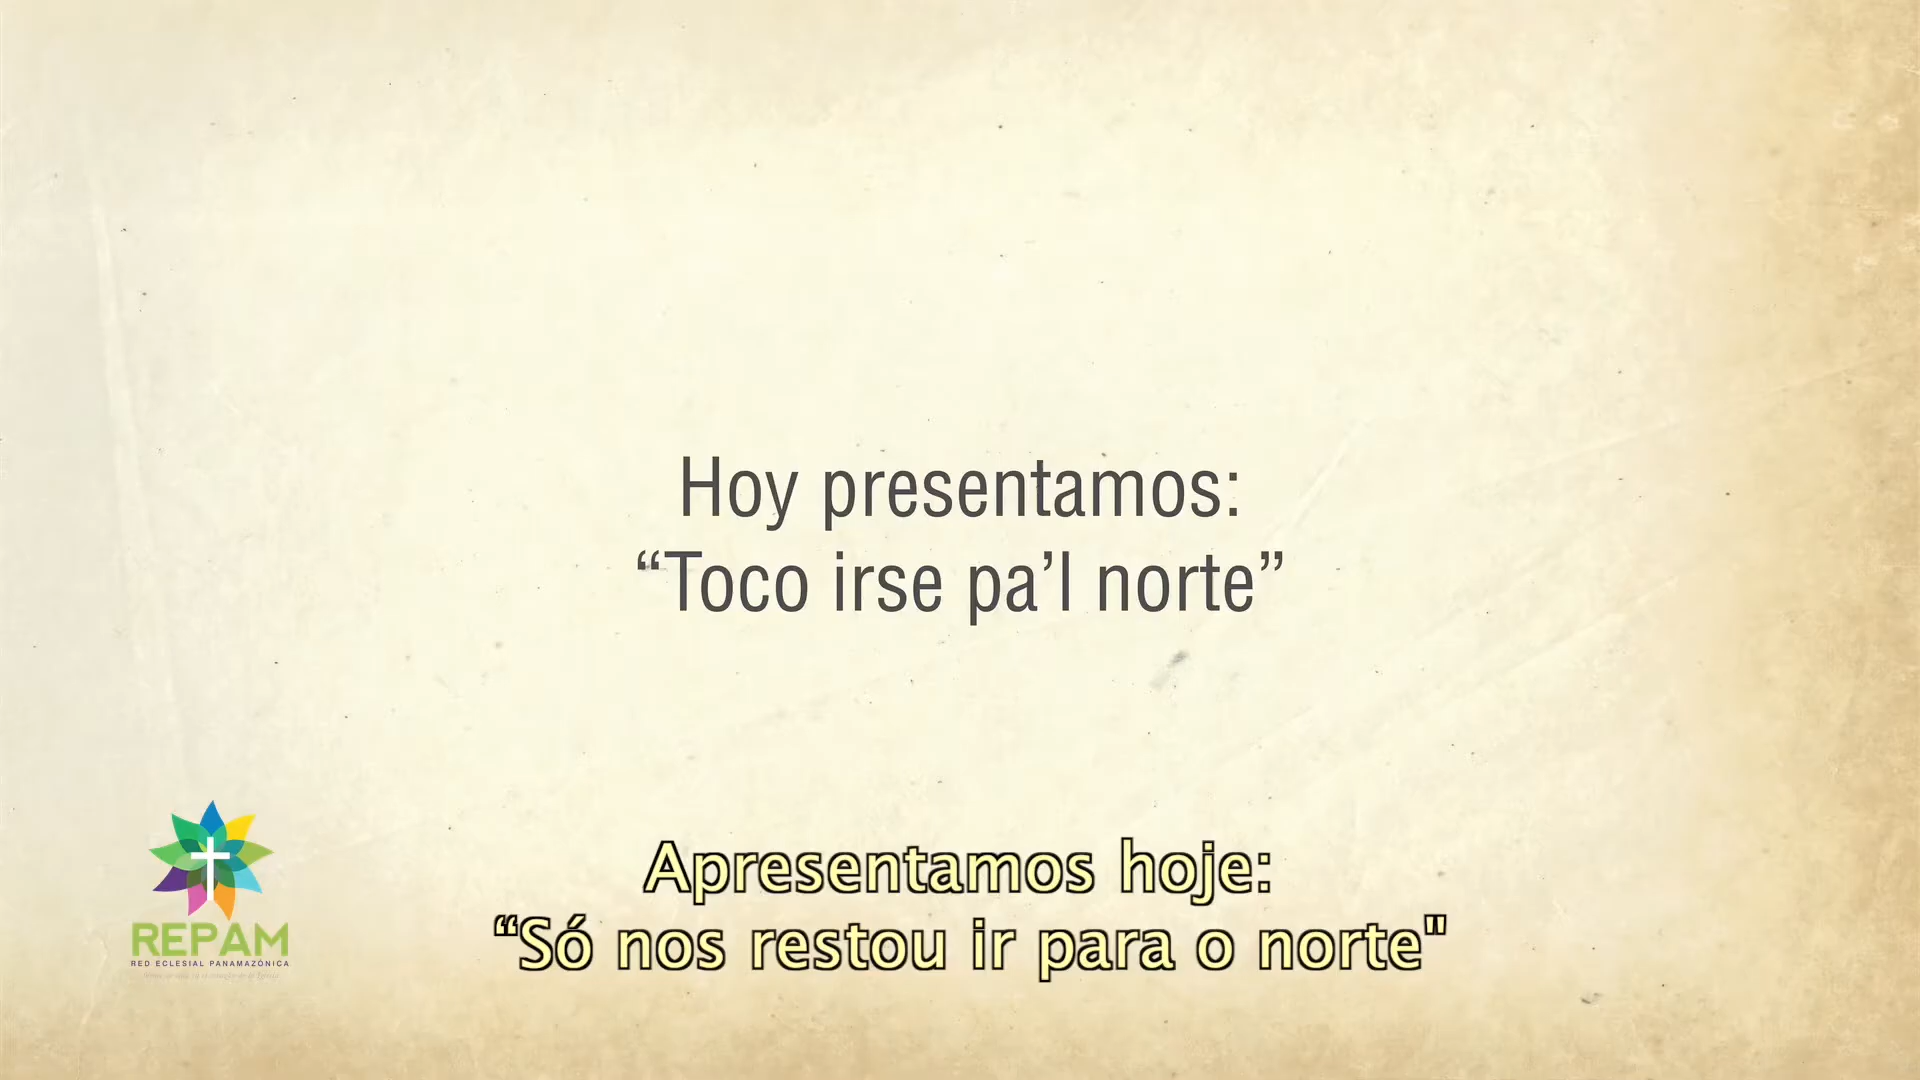 Hoy presentamos:
“Toco irse pa’l norte”
Apresentamos hoje:
“Só nos restou ir para o norte"
REPAM
RED ECLESIAL PANAMAZÓNICA